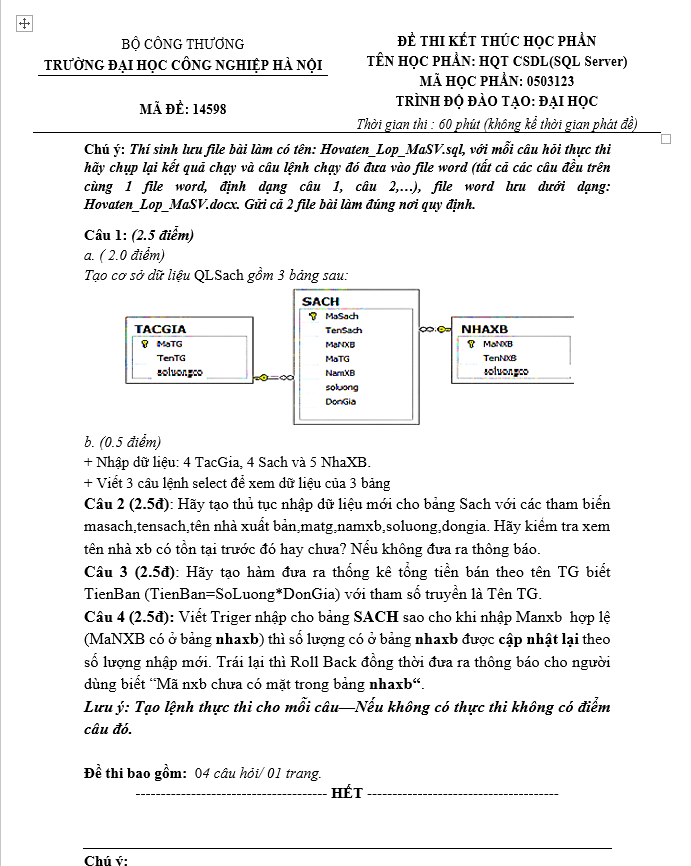 BỘ CÔNG THƯƠNG
TRƯỜNG ĐẠI HỌC CÔNG NGHIỆP HÀ NỘI
MÃ ĐỀ: 14598
ĐỀ THI KẾT THÚC HỌC PHẦN
TÊN HỌC PHẦN: HQT CSDL(SQL Server)
MÃ HỌC PHẦN: 0503123
TRÌNH ĐỘ ĐÀO TẠO: ĐẠI HỌC
Thời gian thi : 60 phút (không kể thời gian phát đề)
Chú ý: Thí sinh lưu file bài làm có tên: Hovaten_Lop_MaSV.sql, với mỗi câu hỏi thực thi
hãy chụp lại kết quả chạy và câu lệnh chạy đó đưa vào file word (tất cả các câu đều trên
cùng 1 file word, định dạng câu 1, câu 2,…), file word lưu dưới dạng:
Hovaten_Lop_MaSV.docx. Gửi cả 2 file bài làm đúng nơi quy định.
Câu 1: (2.5 điểm)
a. ( 2.0 điểm)
Tạo cơ sở dữ liệu QLSach gồm 3 bảng sau:
TACGIA
MaTG
TenTG
soluongco
SACH
MaSach
TenSach
MaNXB
MaTG
NamXB
soluong
DonGia
NHAXB
MaNXB
TenNXB
soluongco
b. (0.5 điểm)
+ Nhập dữ liệu: 4 TacGia, 4 Sach và 5 NhaXB.
+ Viết 3 câu lệnh select để xem dữ liệu của 3 bảng
Câu 2 (2.5đ): Hãy tạo thủ tục nhập dữ liệu mới cho bảng Sach với các tham biến
masach,tensach,tên nhà xuất bản,matg,namxb,soluong,dongia. Hãy kiểm tra xem
tên nhà xb có tồn tại trước đó hay chưa? Nếu không đưa ra thông báo.
Câu 3 (2.5đ): Hãy tạo hàm đưa ra thống kê tổng tiền bán theo tên TG biết
TienBan (TienBan=SoLuong*DonGia) với tham số truyền là Tên TG.
Câu 4 (2.5đ): Viết Triger nhập cho bảng SACH sao cho khi nhập Manxb hợp lệ
(MaNXB có ở bảng nhaxb) thì số lượng có ở bảng nhaxb được cập nhật lại theo
số lượng nhập mới. Trái lại thì Roll Back đồng thời đưa ra thông báo cho người
dùng biết “Mã nxb chưa có mặt trong bảng nhaxb“.
Lưu ý: Tạo lệnh thực thi cho mỗi câu—Nếu không có thực thi không có điểm
câu đó.
Đề thi bao gồm: 04 câu hỏi/ 01 trang.
------------------------------------- HẾT -------------------------------------
Chú ý: